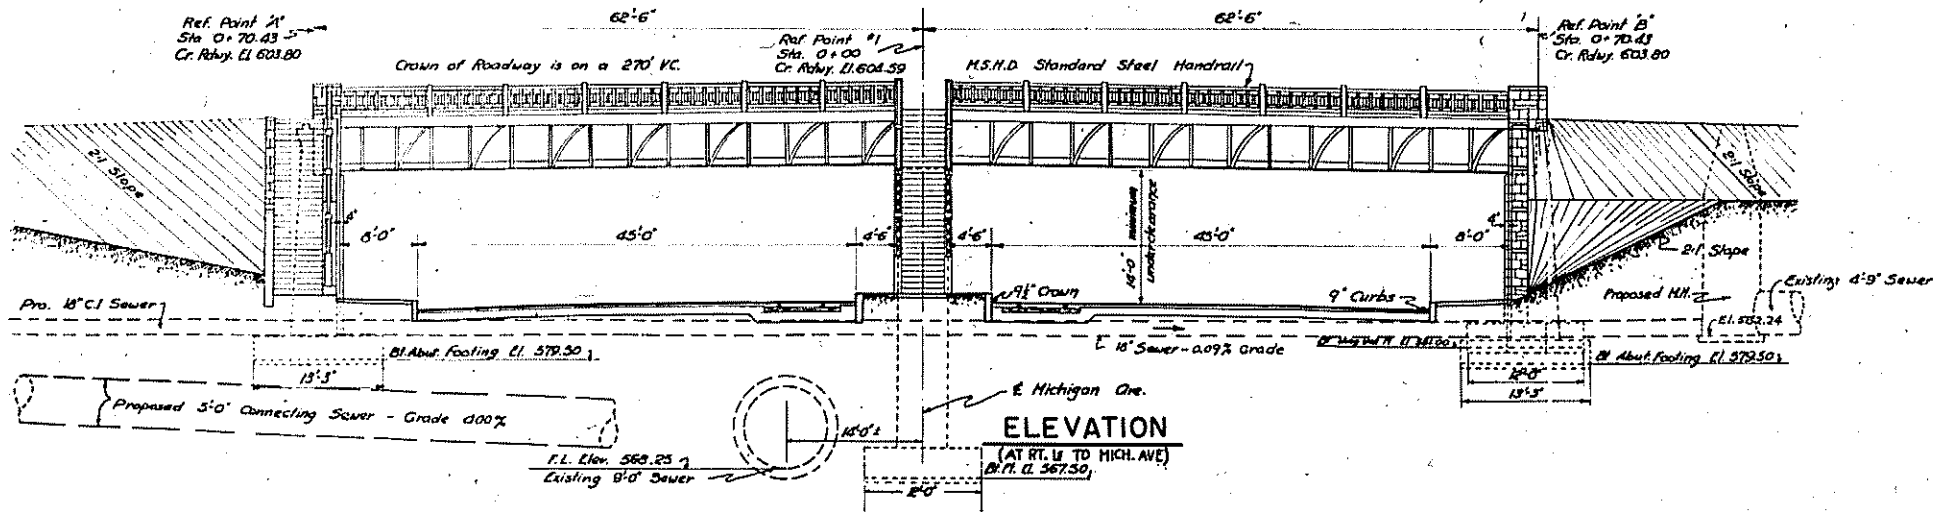 Ref. Point "A"
Sta 0+70.43
Cr. Rdwy. El 603.80
62'-6"
62'-6"
Ref. Point #1
Sta. 0+00
Cr. Rdwy. El. 604.59
Ref. Point "B"
Sta. 0+70.43
Cr. Rdwy. 603.80
Crown of Roadway is on a 270' V.C.
M.S.H.D. Standard Steel Handrail
2:1 Slope
2:1 Slope
4"
8'-0"
45'-0"
4'-6"
4'-6"
14'-0" minimum
underclearance
45'-0"
8'-0"
4"
2:1 Slope
Pro. 18" C.I Sewer
9½" Crown
9" Curbs
Proposed M.H.
Existing 4'-9" Sewer
El. 582.24
Bt. Abut. Footing El. 579.50
13'-3"
18" Sewer - 0.09% Grade
Bt. Abut. Footing El. 579.50
12'-0"
13'-3"
Proposed 5'-0" Connecting Sewer - Grade
℄ Michigan Ave.
ELEVATION
(AT RT. TO MICH. AVE)
14'-0"±
F.L. Elev. 568.25
Existing 9'-0" Sewer
Bt. Ft. El. 567.50
12'-0"